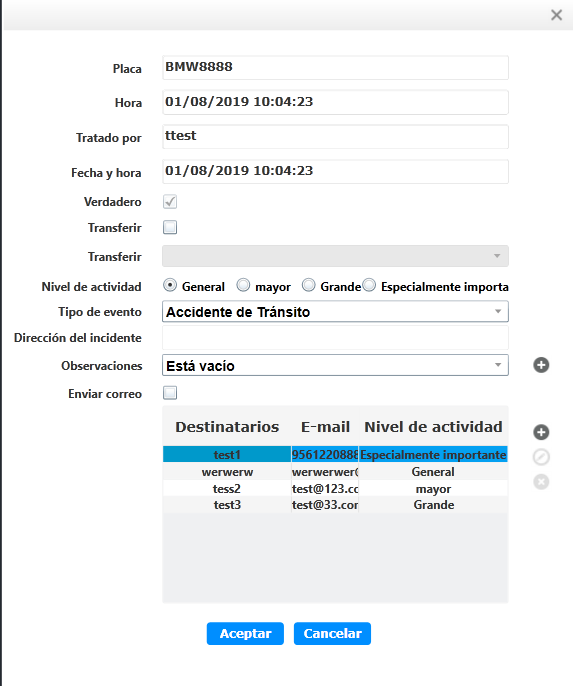 Placa BMW8888
Hora 01/08/2019 10:04:23
Tratado por ttest
Fecha y hora 01/08/2019 10:04:23
Verdadero
Transferir
Transferir
Nivel de actividad General mayor Grande Especialmente importa
Tipo de evento Accidente de Tránsito
Dirección del incidente
Observaciones Está vacío
Enviar correo
Destinatarios E-mail Nivel de actividad
test1 9561220888 Especialmente importante
werwerw werwerwer@ General
tess2 test@123.co mayor
test3 test@33.com Grande
Aceptar Cancelar